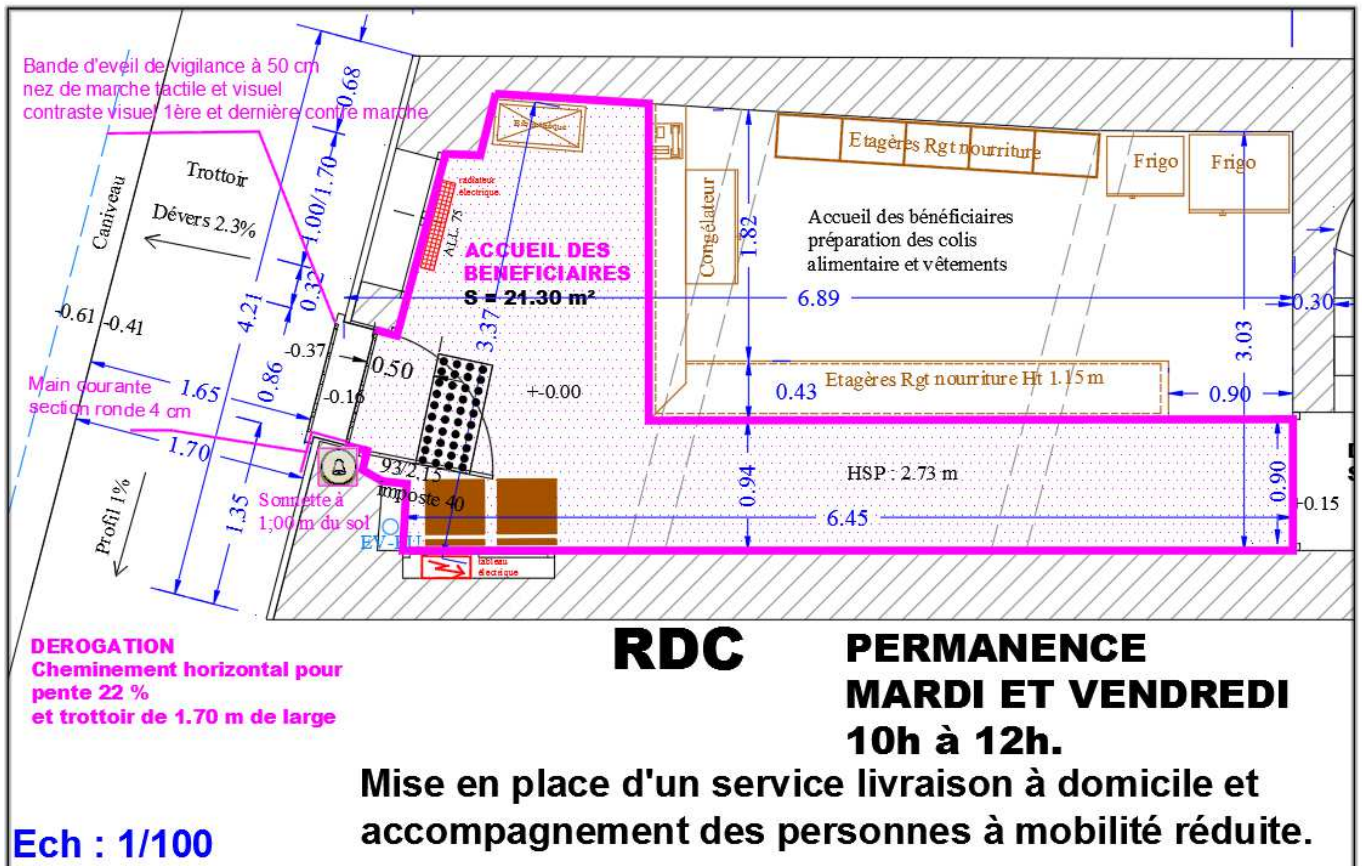 Bande d'eveil de vigilance à 50 cm
nez de marche tactile et visuel
contraste visuel 1ère et dernière contre marche
Caniveau
Trottoir
Dévers 2.3%
0.68
1.00/1.70
0.32
4.21
0.86
1.35
-0.61
-0.41
-0.37
-0.16
0.50
1.65
1.70
Main courante
section ronde 4 cm
Profil 1%
Sonnette à
1;00 m du sol
EV-EU
93/2.15
imposte 40
tableau
électrique
radiateur
électrique
ALL. 75
ACCUEIL DES
BENEFICIAIRES
S = 21.30 m²
3.37
+-0.00
Congélateur
1.82
Etagères Rgt nourriture
Frigo
Frigo
Accueil des bénéficiaires
préparation des colis
alimentaire et vêtements
6.89
0.30
3.03
Etagères Rgt nourriture Ht 1.15 m
0.43
0.90
0.94
HSP : 2.73 m
0.90
6.45
+0.15
DEROGATION
Cheminement horizontal pour
pente 22 %
et trottoir de 1.70 m de large
RDC
PERMANENCE
MARDI ET VENDREDI
10h à 12h.
Mise en place d'un service livraison à domicile et
accompagnement des personnes à mobilité réduite.
Ech : 1/100